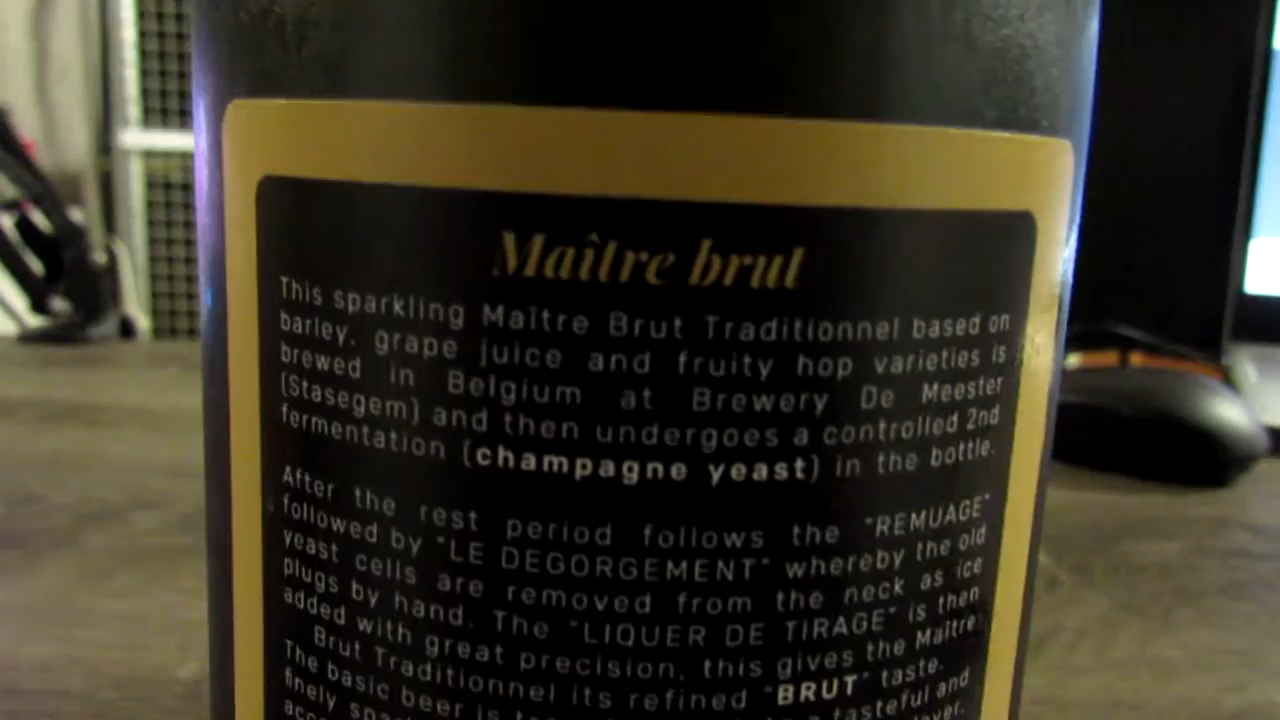 Maître brut
This sparkling Maître Brut Traditionnel based on
barley, grape juice and fruity hop varieties is
brewed in Belgium at Brewery De Meester
(Stasegem) and then undergoes a controlled 2nd
fermentation (champagne yeast) in the bottle.
After the rest period follows the "REMUAGE"
followed by "LE DEGORGEMENT" whereby the old
yeast cells are removed from the neck as ice
plugs by hand. The "LIQUER DE TIRAGE" is then
added with great precision, this gives the Maître
Brut Traditionnel its refined "BRUT" taste.
The basic beer is a tasteful and
finely